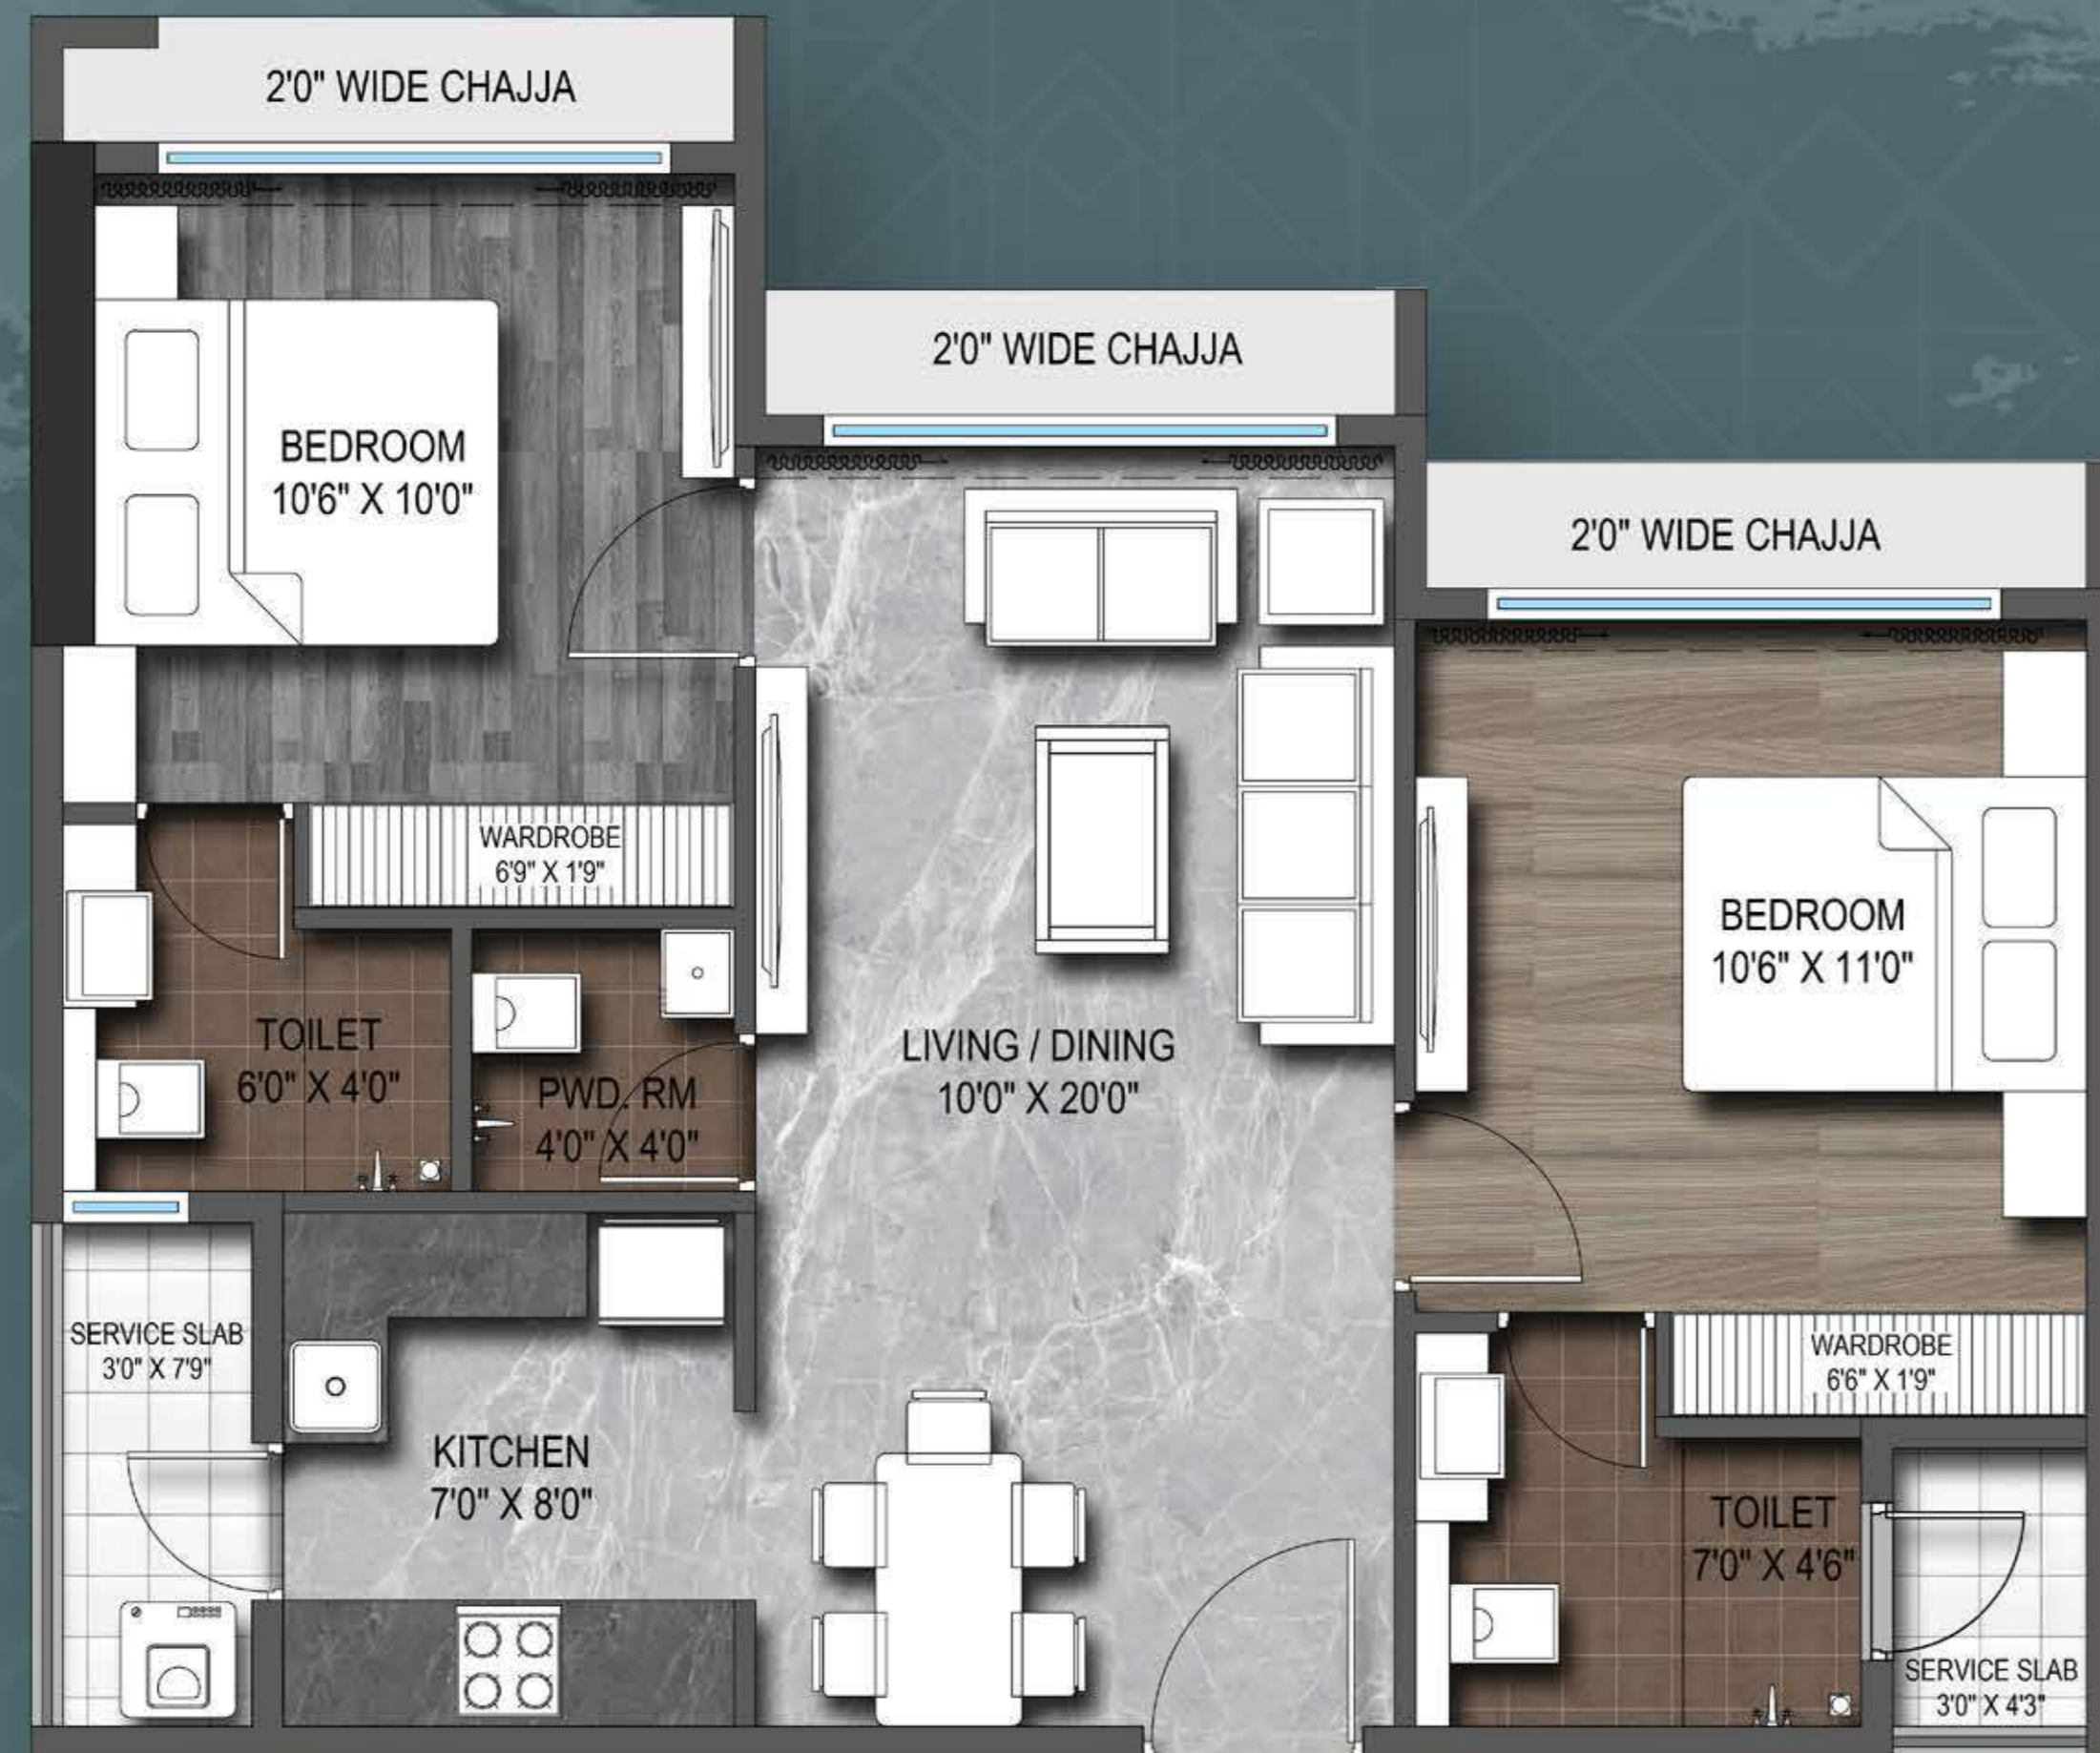 2'0" WIDE CHAJJA
2'0" WIDE CHAJJA
2'0" WIDE CHAJJA
BEDROOM
10'6" X 10'0"
WARDROBE
6'9" X 1'9"
BEDROOM
10'6" X 11'0"
TOILET
6'0" X 4'0"
PWD. RM
4'0" X 4'0"
LIVING / DINING
10'0" X 20'0"
SERVICE SLAB
3'0" X 7'9"
WARDROBE
6'6" X 1'9"
KITCHEN
7'0" X 8'0"
TOILET
7'0" X 4'6"
SERVICE SLAB
3'0" X 4'3"